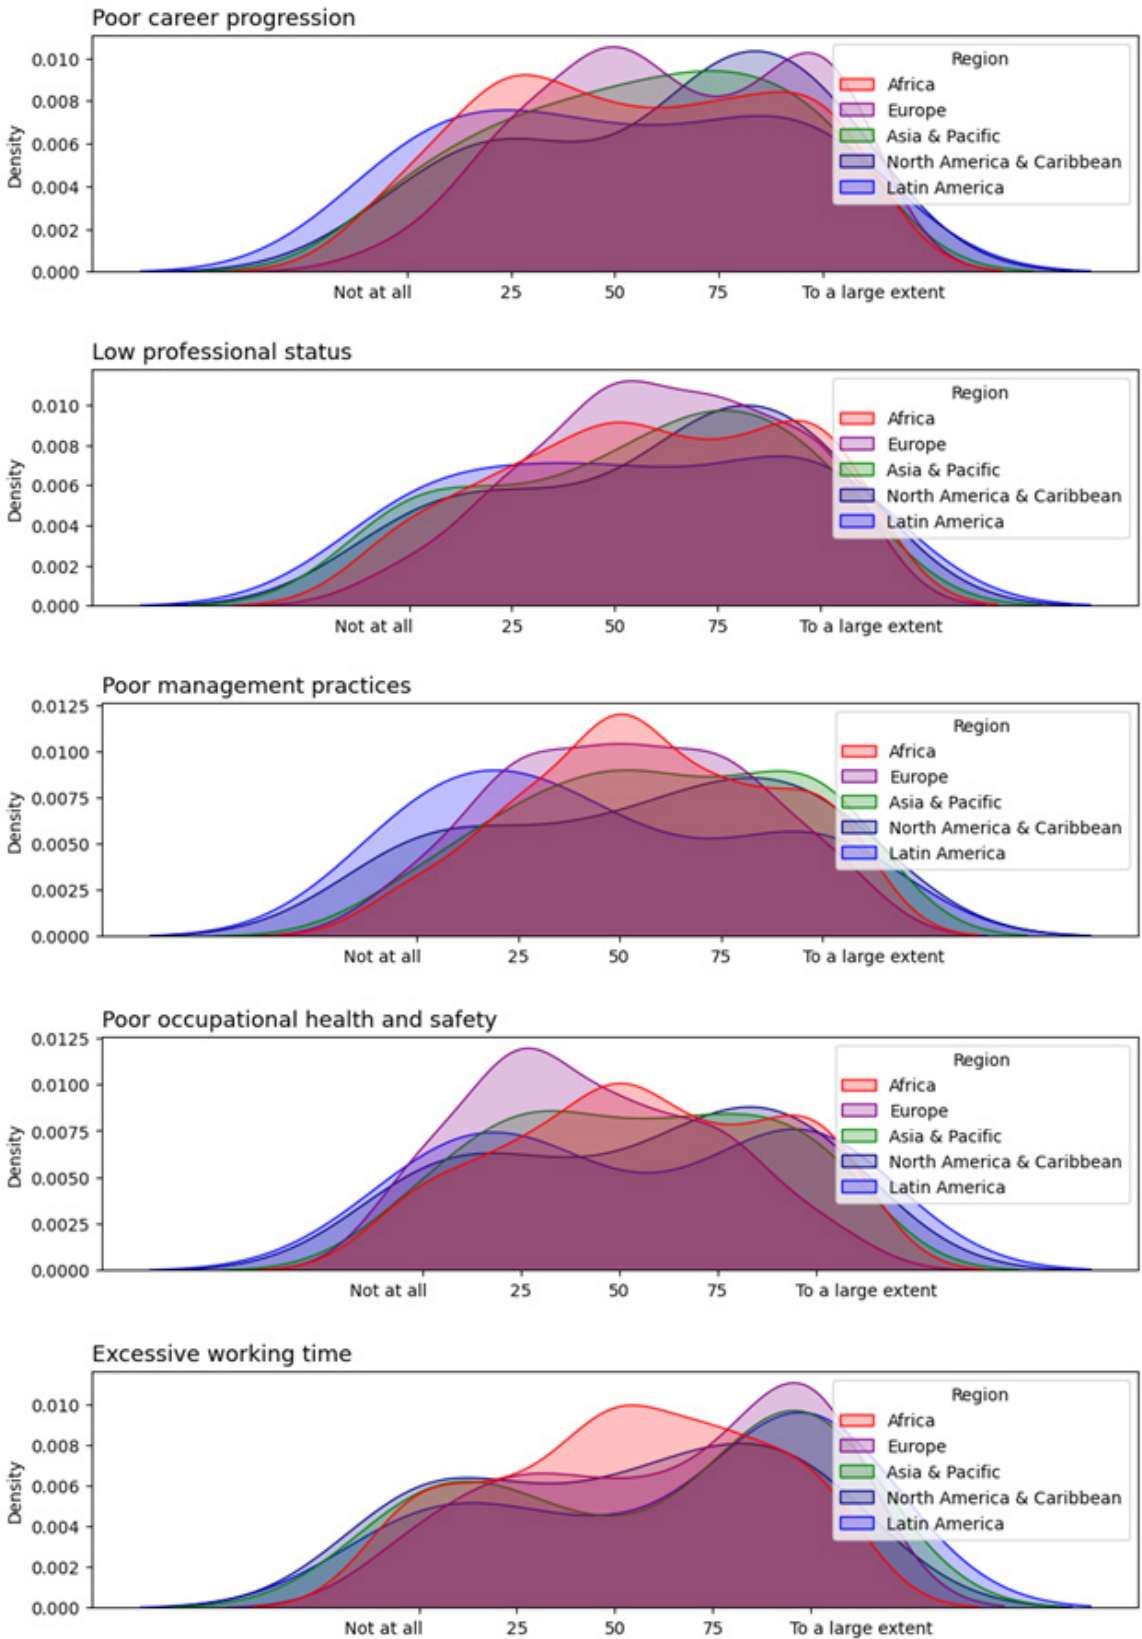 Poor career progression
Density
0.010
0.008
0.006
0.004
0.002
0.000
Region
Africa
Europe
Asia & Pacific
North America & Caribbean
Latin America
Not at all 25 50 75 To a large extent
Low professional status
Density
0.010
0.008
0.006
0.004
0.002
0.000
Region
Africa
Europe
Asia & Pacific
North America & Caribbean
Latin America
Not at all 25 50 75 To a large extent
Poor management practices
Density
0.0125
0.0100
0.0075
0.0050
0.0025
0.0000
Region
Africa
Europe
Asia & Pacific
North America & Caribbean
Latin America
Not at all 25 50 75 To a large extent
Poor occupational health and safety
Density
0.0125
0.0100
0.0075
0.0050
0.0025
0.0000
Region
Africa
Europe
Asia & Pacific
North America & Caribbean
Latin America
Not at all 25 50 75 To a large extent
Excessive working time
Density
0.010
0.008
0.006
0.004
0.002
0.000
Region
Africa
Europe
Asia & Pacific
North America & Caribbean
Latin America
Not at all 25 50 75 To a large extent